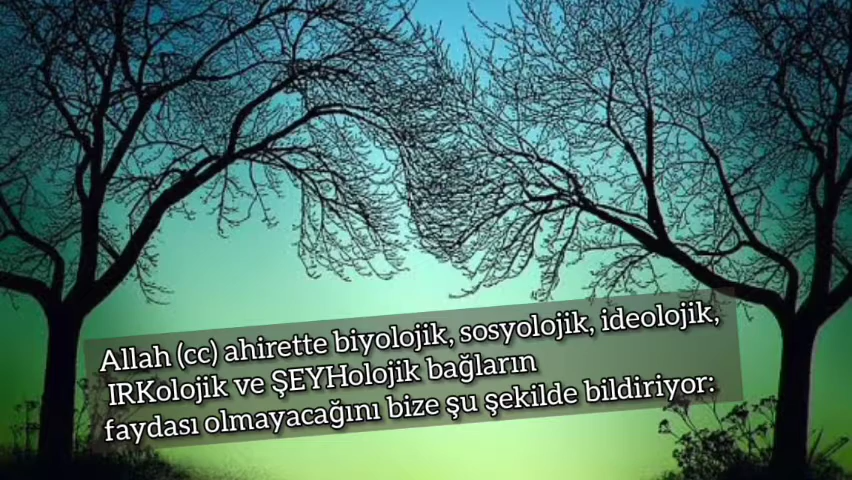 Allah (cc) ahirette biyolojik, sosyolojik, ideolojik,
IRKolojik ve ŞEYHolojik bağların
faydası olmayacağını bize şu şekilde bildiriyor: